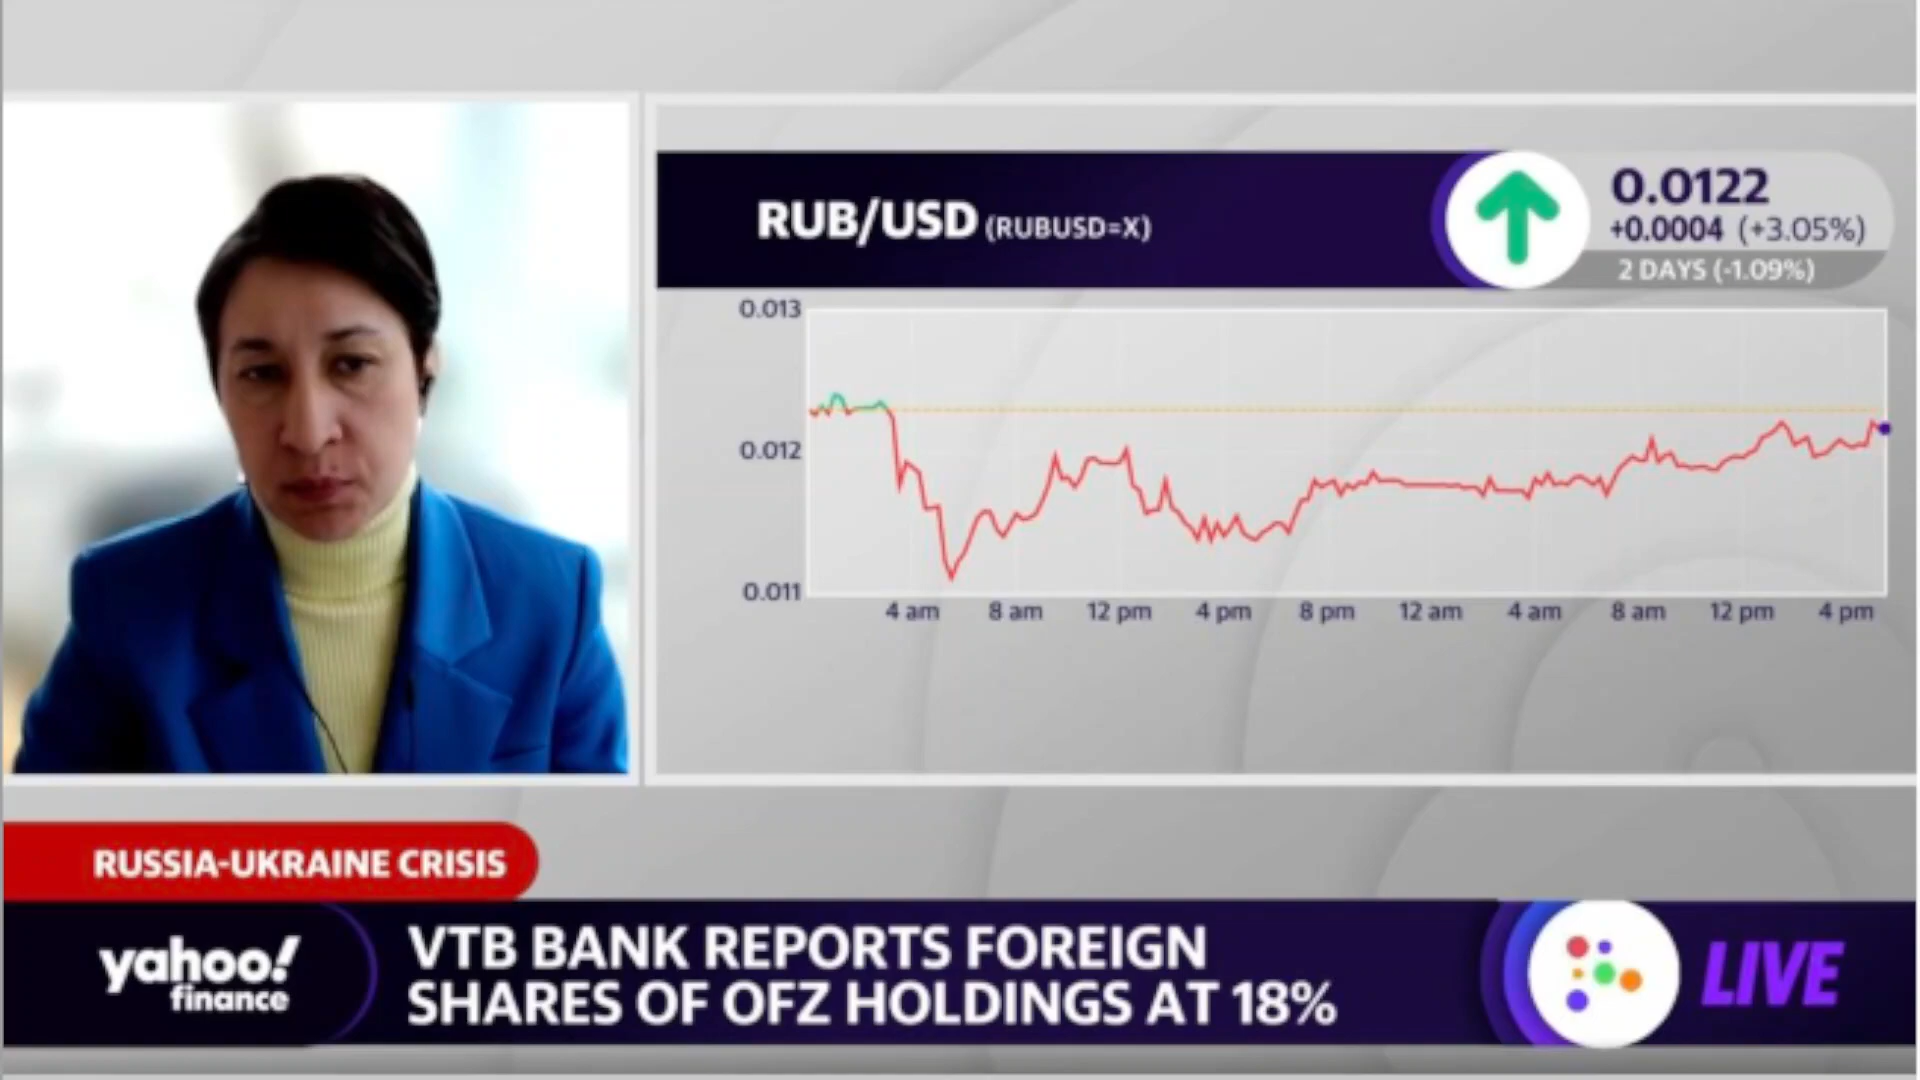 RUB/USD (RUBUSD=X)
0.0122
+0.0004 (+3.05%)
2 DAYS (-1.09%)
0.013
0.012
0.011
4 am 8 am 12 pm 4 pm 8 pm 12 am 4 am 8 am 12 pm 4 pm
RUSSIA-UKRAINE CRISIS
yahoo!
finance
VTB BANK REPORTS FOREIGN
SHARES OF OFZ HOLDINGS AT 18%
LIVE